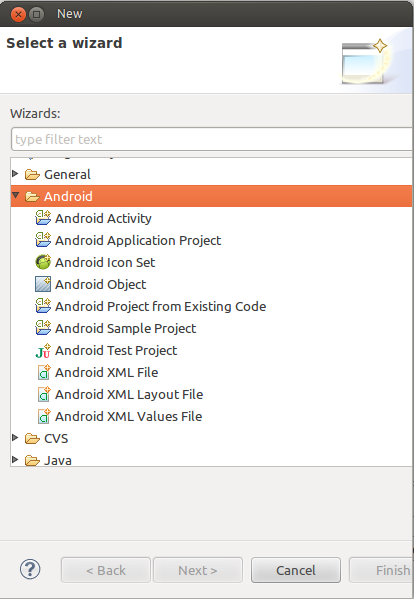 New
Select a wizard
Wizards:
type filter text
General
Android
Android Activity
Android Application Project
Android Icon Set
Android Object
Android Project from Existing Code
Android Sample Project
Android Test Project
Android XML File
Android XML Layout File
Android XML Values File
CVS
Java
? < Back Next > Cancel Finish